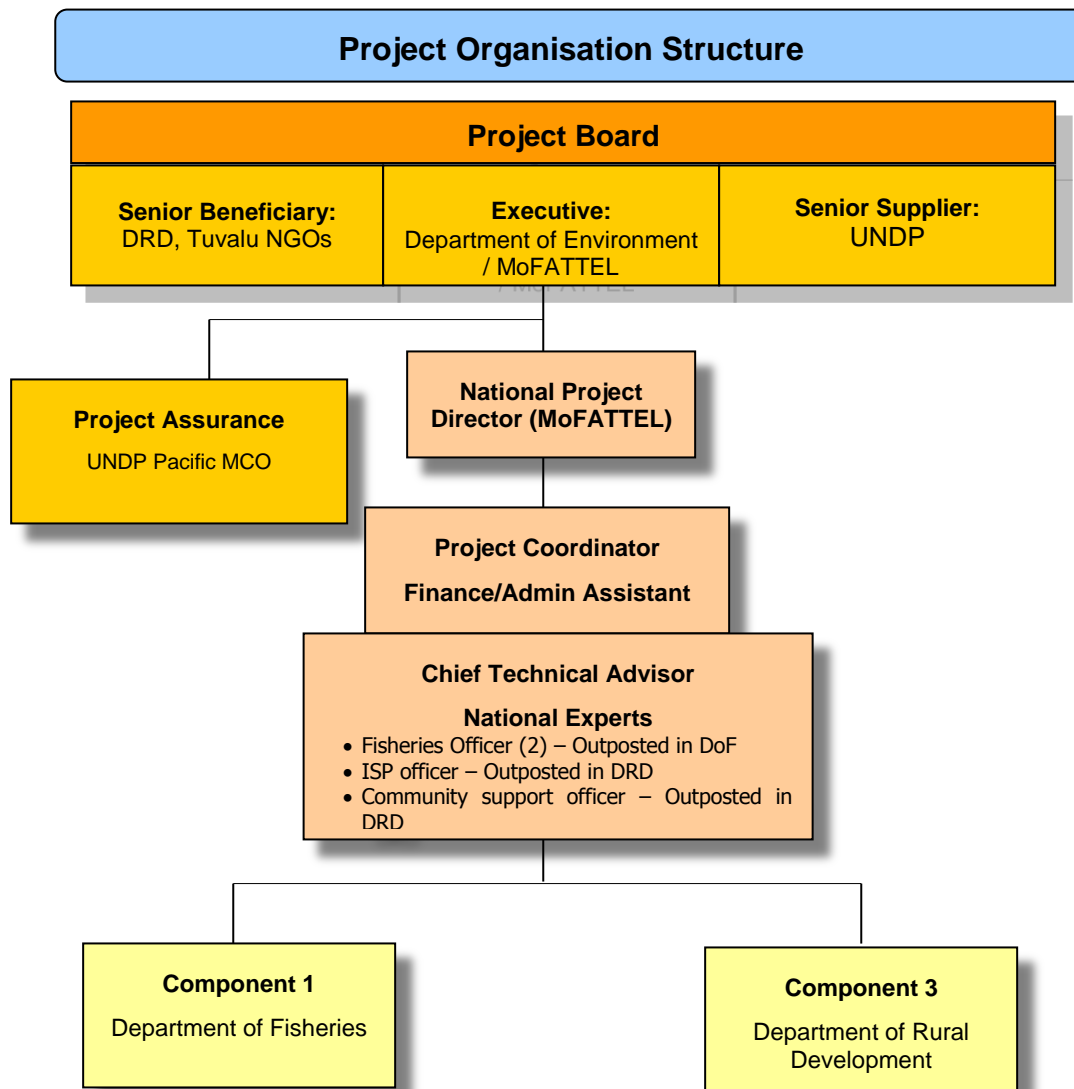 Project Organisation Structure
Project Board
Senior Beneficiary:
DRD, Tuvalu NGOs
Executive:
Department of Environment
/ MoFATTEL
Senior Supplier:
UNDP
/ MoFATTEL
Project Assurance
UNDP Pacific MCO
National Project
Director (MoFATTEL)
Project Coordinator
Finance/Admin Assistant
Chief Technical Advisor
National Experts
• Fisheries Officer (2) – Outposted in DoF
• ISP officer – Outposted in DRD
• Community support officer – Outposted in
DRD
Component 1
Department of Fisheries
Component 3
Department of Rural
Development